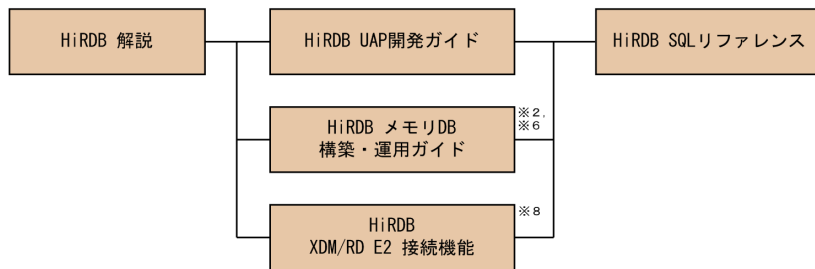 HiRDB 解説
HiRDB UAP開発ガイド
HiRDB SQLリファレンス
HiRDB メモリDB
構築・運用ガイド
※2,
※6
HiRDB
XDM/RD E2 接続機能
※8